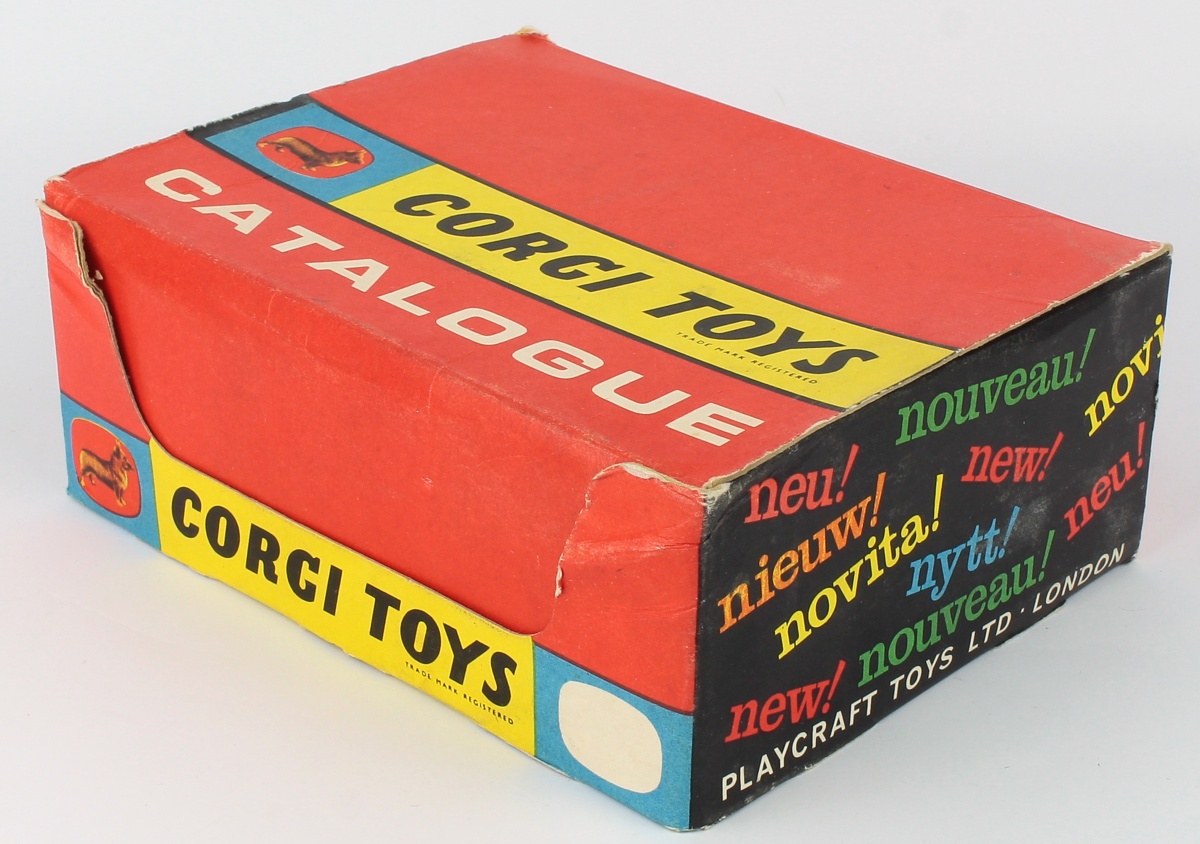 CORGI TOYS
TRADE MARK REGISTERED
CATALOGUE
CORGI TOYS
TRADE MARK REGISTERED
nouveau!
neu!
new!
nieuw!
novita!
nytt!
neu!
nouveau!
new!
PLAYCRAFT TOYS LTD · LONDON